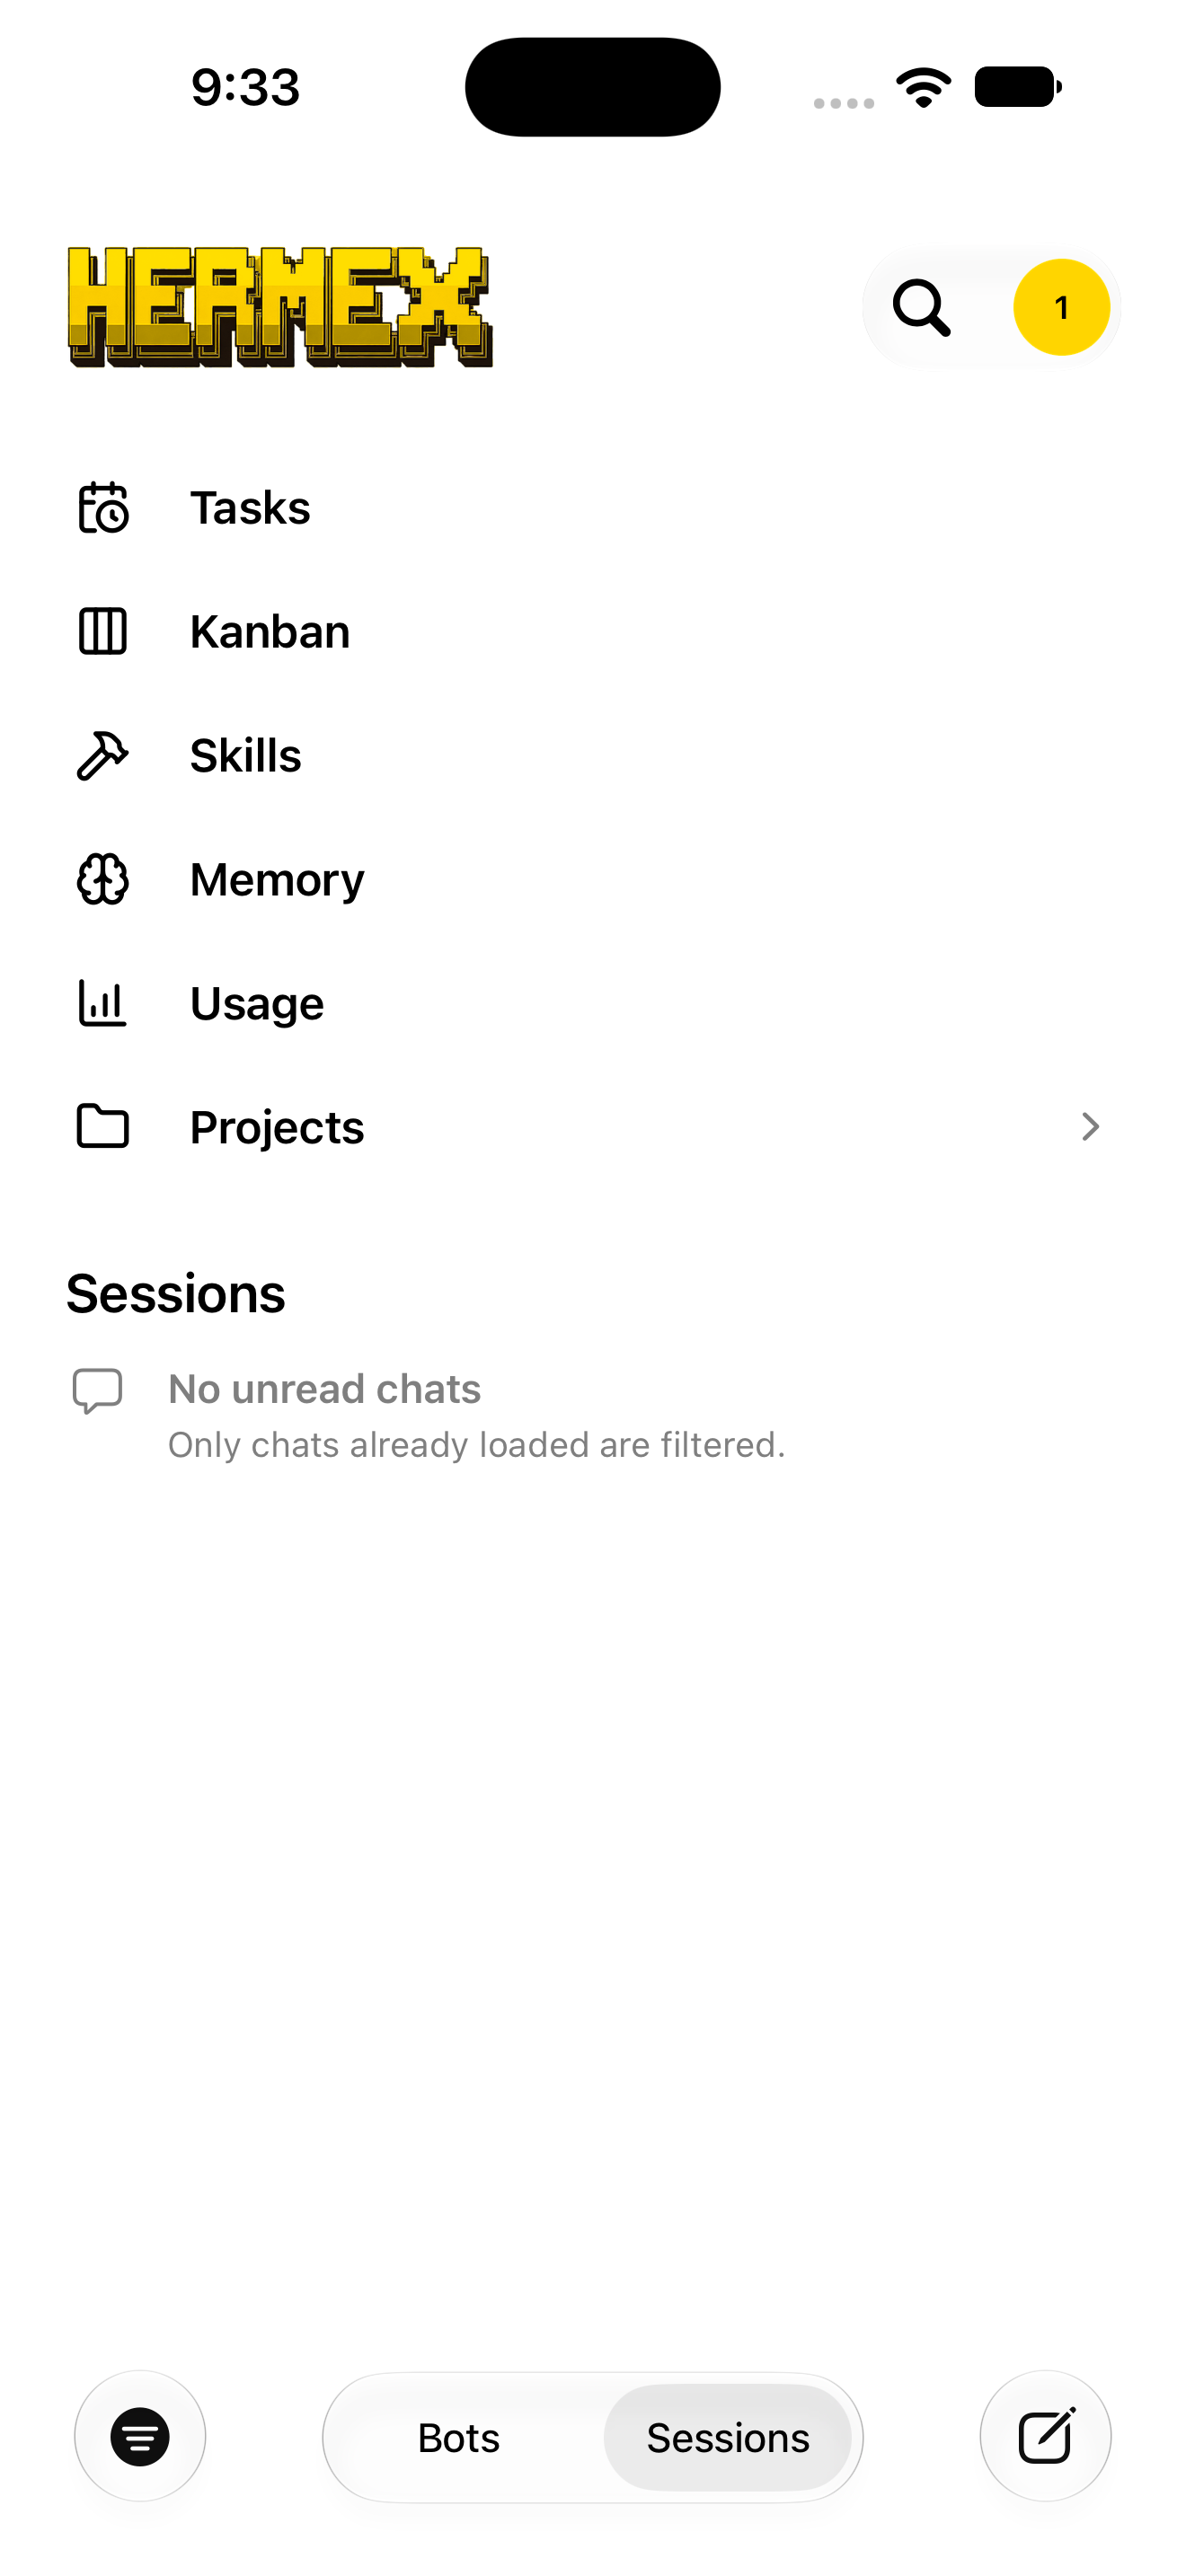 9:33
HERMEX
1
Tasks
Kanban
Skills
Memory
Usage
Projects
Sessions
No unread chats
Only chats already loaded are filtered.
Bots
Sessions